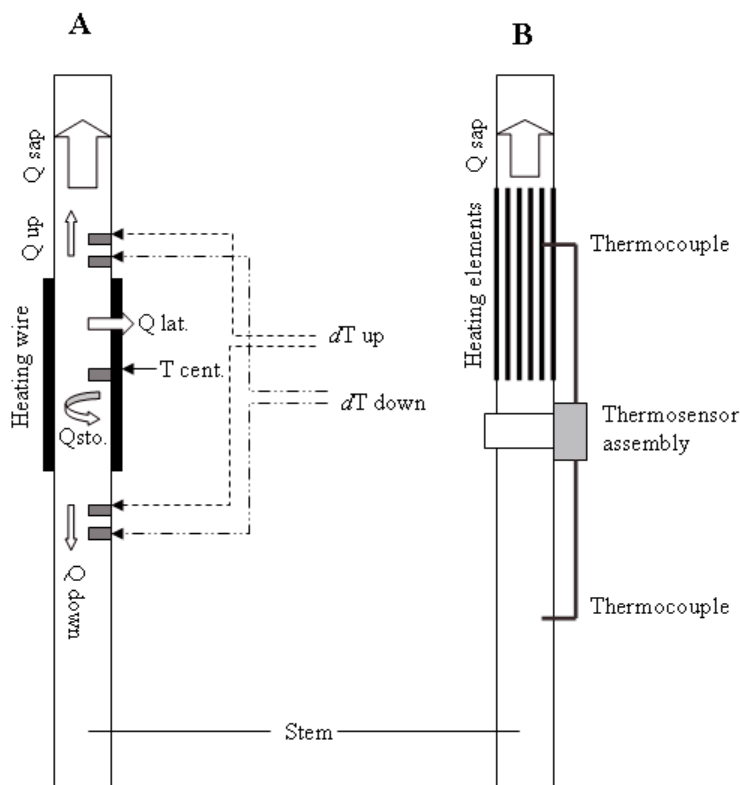 A
B
Q sap
Q sap
Q up
Heating elements
Thermocouple
Heating wire
Q lat.
dT up
T cent.
dT down
Qsto.
Thermosensor
assembly
Q down
Thermocouple
Stem